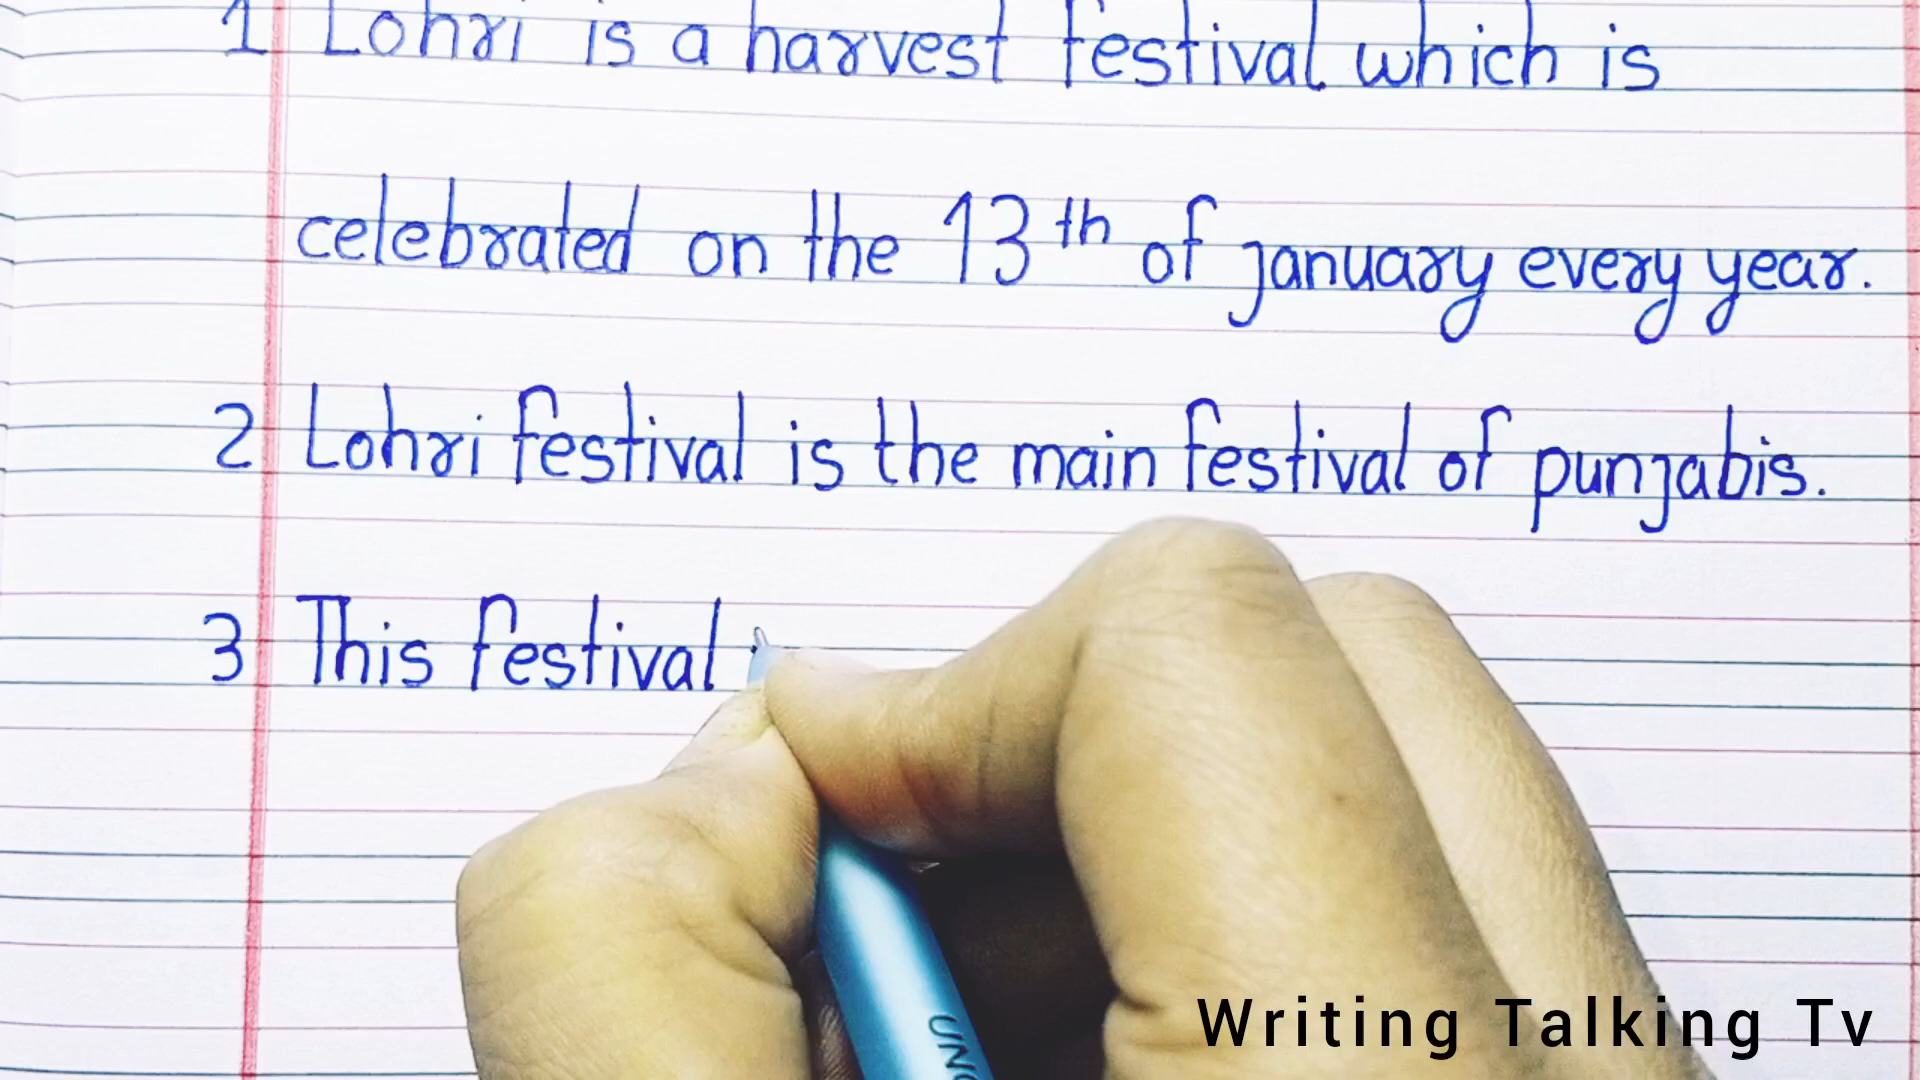 1 Lohri is a harvest festival which is
celebrated on the 13th of january every year.
2 Lohri festival is the main festival of punjabis.
3 This festival
UNO
Writing Talking Tv